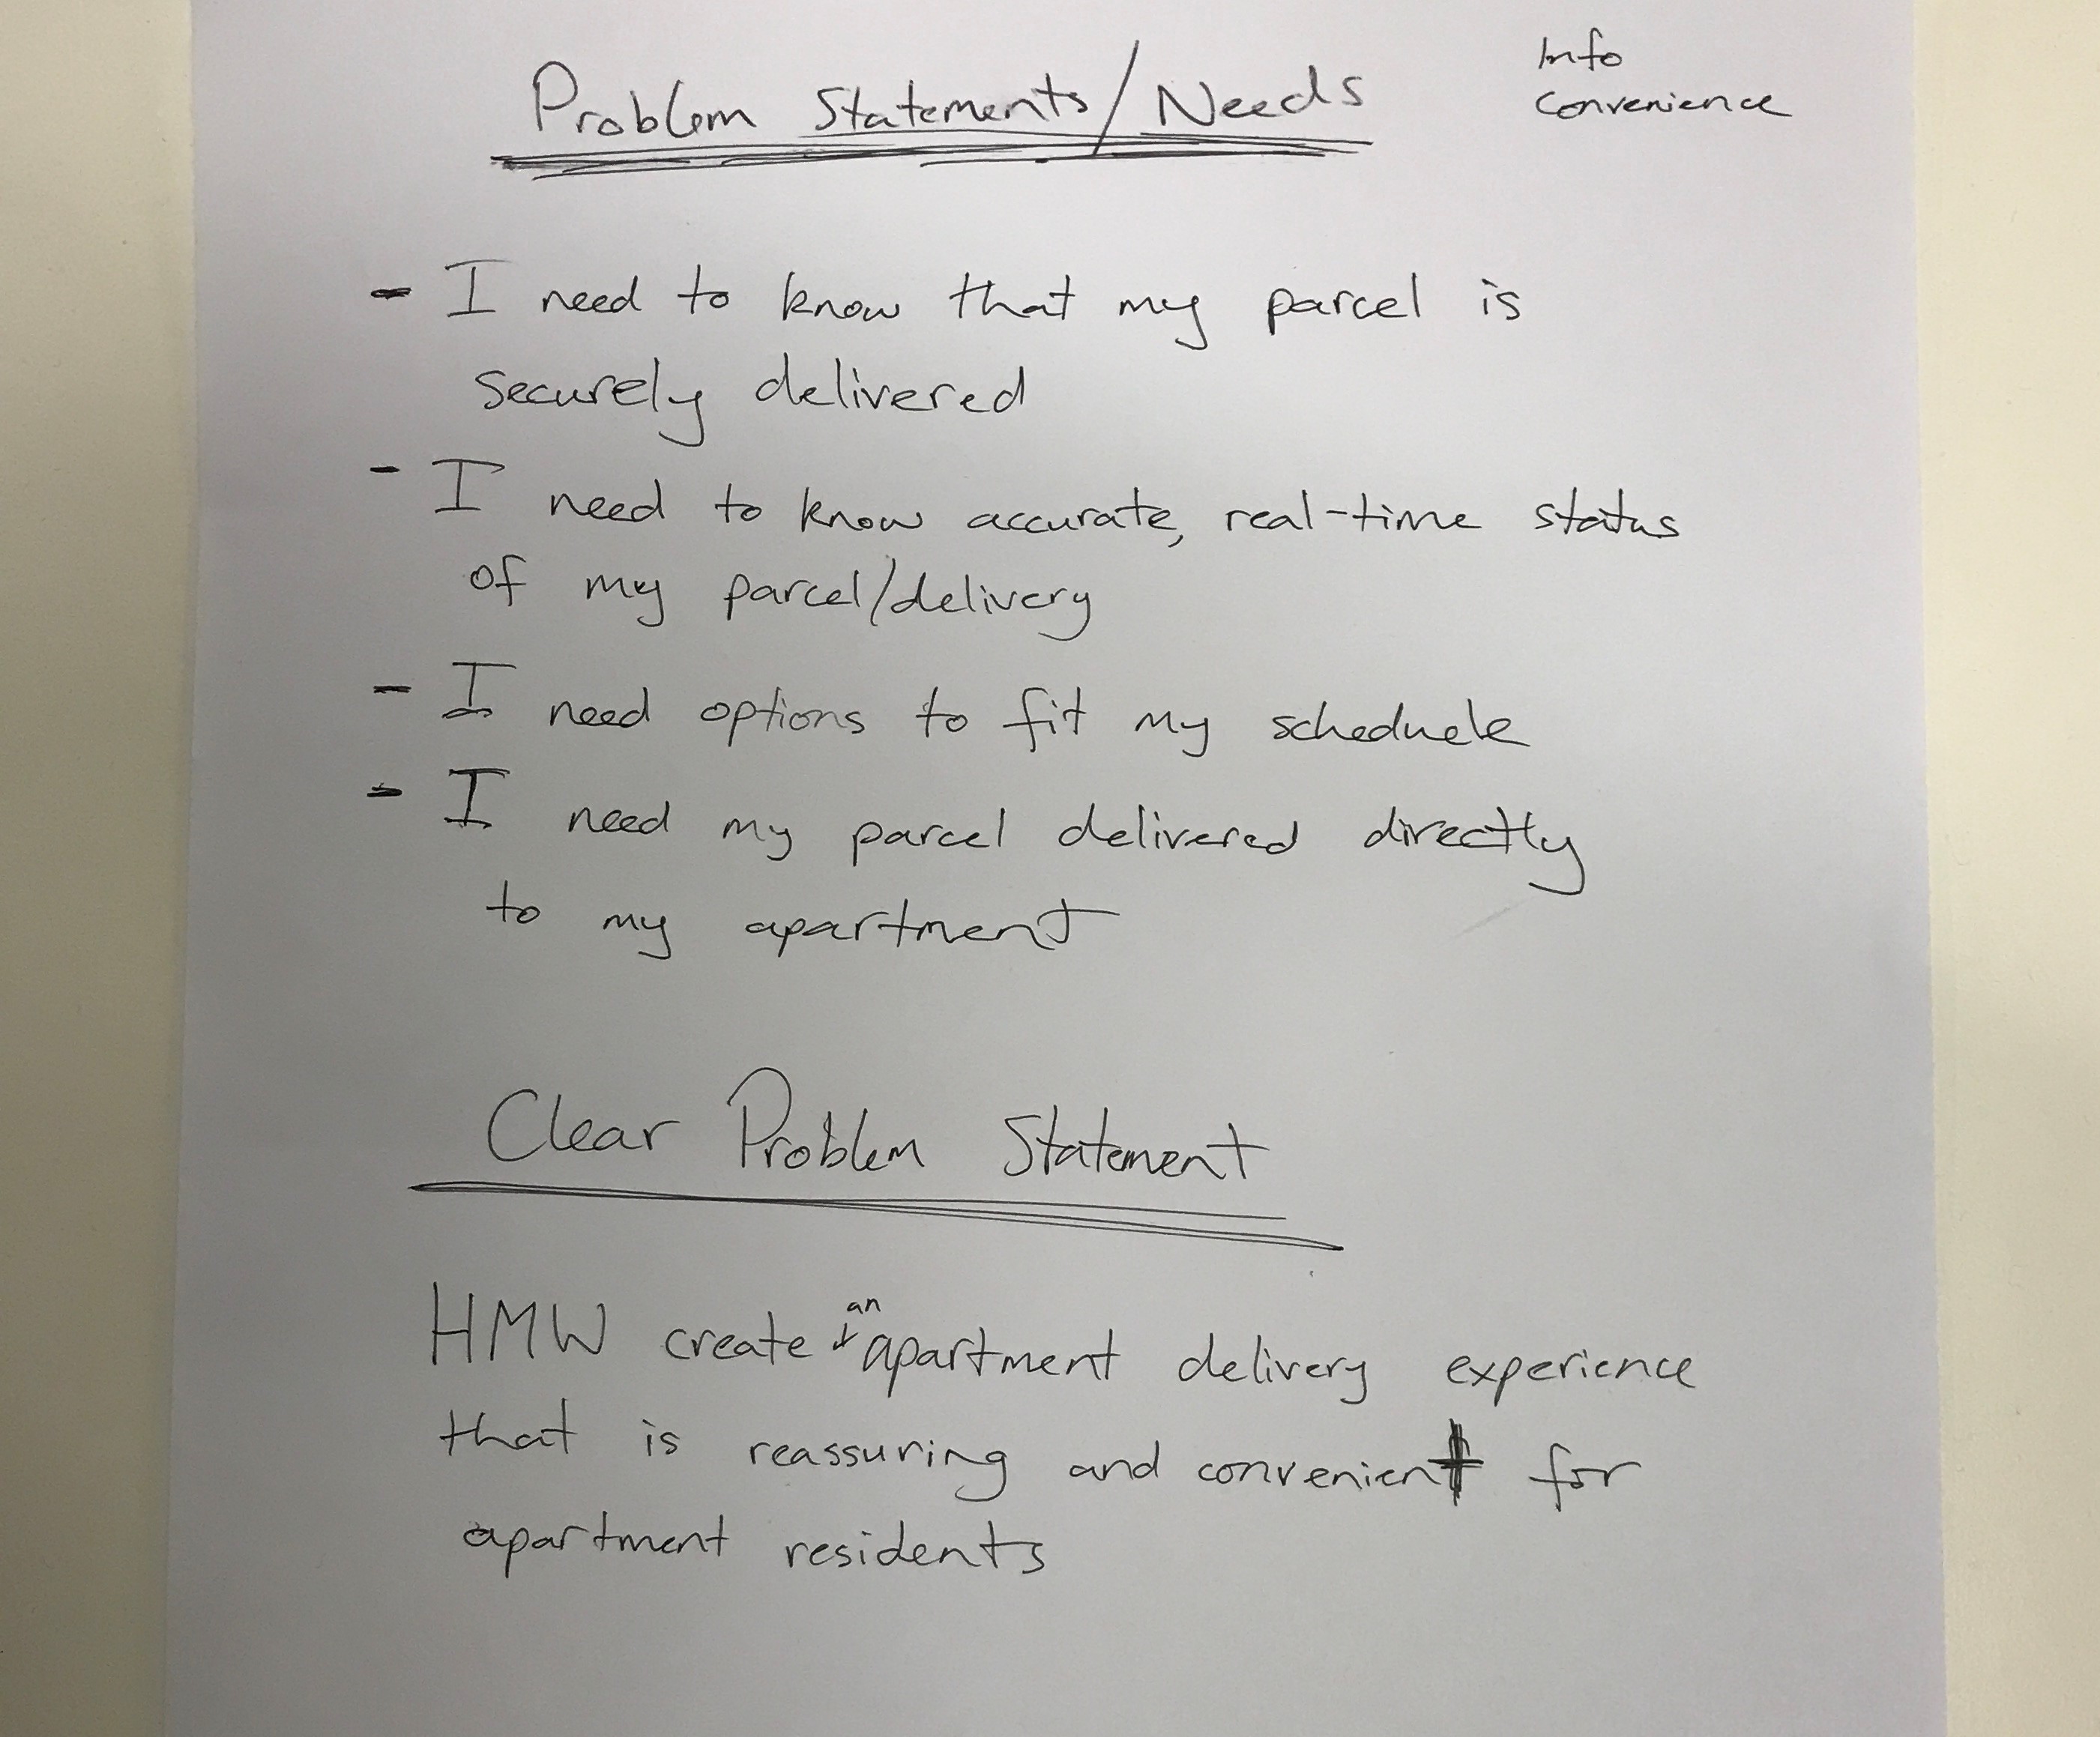 Problem Statements/Needs
Info
Convenience
- I need to know that my parcel is
securely delivered
- I need to know accurate, real-time status
of my parcel/delivery
- I need options to fit my schedule
- I need my parcel delivered directly
to my apartment
Clear Problem Statement
an
HMW create apartment delivery experience
that is reassuring and convenient for
apartment residents